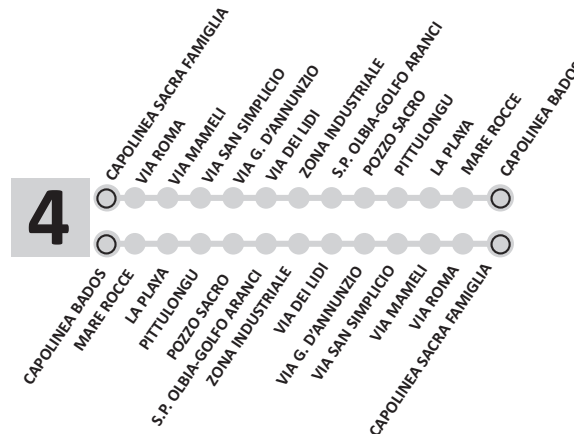 CAPOLINEA SACRA FAMIGLIA
VIA ROMA
VIA MAMELI
VIA SAN SIMPLICIO
VIA G. D'ANNUNZIO
VIA DEI LIDI
ZONA INDUSTRIALE
S.P. OLBIA-GOLFO ARANCI
POZZO SACRO
PITTULONGU
LA PLAYA
MARE ROCCE
CAPOLINEA BADOS
4
CAPOLINEA BADOS
MARE ROCCE
LA PLAYA
PITTULONGU
POZZO SACRO
S.P. OLBIA-GOLFO ARANCI
ZONA INDUSTRIALE
VIA DEI LIDI
VIA G. D'ANNUNZIO
VIA SAN SIMPLICIO
VIA MAMELI
VIA ROMA
CAPOLINEA SACRA FAMIGLIA